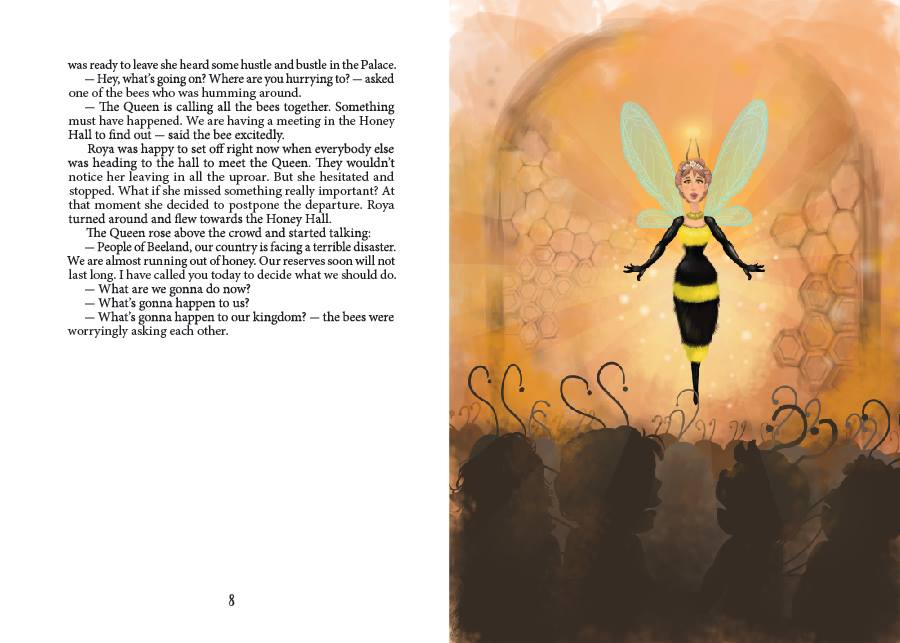 was ready to leave she heard some hustle and bustle in the Palace.
— Hey, what's going on? Where are you hurrying to? — asked
one of the bees who was humming around.
— The Queen is calling all the bees together. Something
must have happened. We are having a meeting in the Honey
Hall to find out — said the bee excitedly.
Roya was happy to set off right now when everybody else
was heading to the hall to meet the Queen. They wouldn't
notice her leaving in all the uproar. But she hesitated and
stopped. What if she missed something really important? At
that moment she decided to postpone the departure. Roya
turned around and flew towards the Honey Hall.
The Queen rose above the crowd and started talking:
— People of Beeland, our country is facing a terrible disaster.
We are almost running out of honey. Our reserves soon will not
last long. I have called you today to decide what we should do.
— What are we gonna do now?
— What's gonna happen to us?
— What's gonna happen to our kingdom? — the bees were
worryingly asking each other.
8